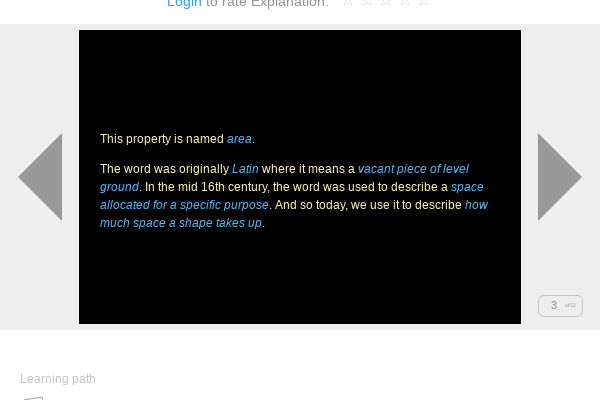 Login to rate Explanation:
This property is named area.
The word was originally Latin where it means a vacant piece of level
ground. In the mid 16th century, the word was used to describe a space
allocated for a specific purpose. And so today, we use it to describe how
much space a shape takes up.
3
Learning path